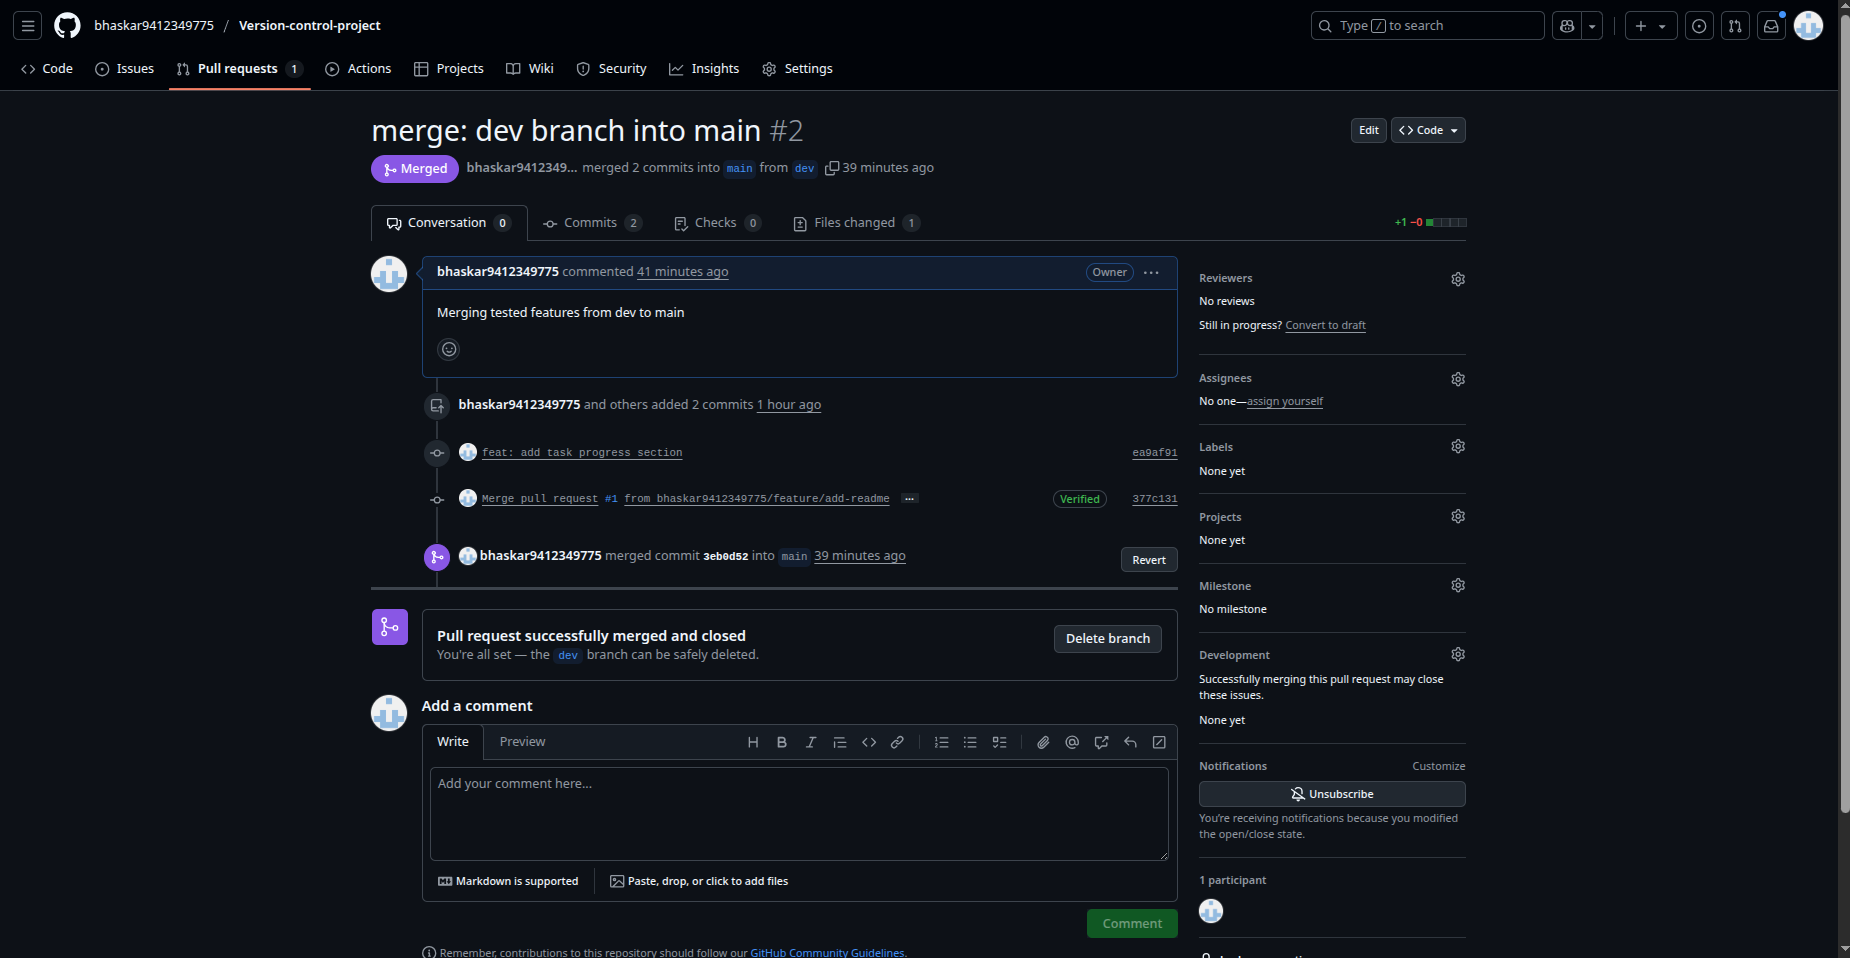 bhaskar9412349775 / Version-control-project
Type / to search
Code Issues Pull requests 1 Actions Projects Wiki Security Insights Settings
merge: dev branch into main #2
Edit <> Code
Merged bhaskar9412349... merged 2 commits into main from dev 39 minutes ago
Conversation 0 Commits 2 Checks 0 Files changed 1
+1 −0
bhaskar9412349775 commented 41 minutes ago Owner ...
Merging tested features from dev to main
bhaskar9412349775 and others added 2 commits 1 hour ago
feat: add task progress section ea9af91
Merge pull request #1 from bhaskar9412349775/feature/add-readme ... Verified 377c131
bhaskar9412349775 merged commit 3eb0d52 into main 39 minutes ago Revert
Pull request successfully merged and closed
You're all set — the dev branch can be safely deleted.
Delete branch
Add a comment
Write Preview
Add your comment here...
Markdown is supported Paste, drop, or click to add files
Comment
Remember, contributions to this repository should follow our GitHub Community Guidelines.
Reviewers
No reviews
Still in progress? Convert to draft
Assignees
No one—assign yourself
Labels
None yet
Projects
None yet
Milestone
No milestone
Development
Successfully merging this pull request may close
these issues.
None yet
Notifications Customize
Unsubscribe
You're receiving notifications because you modified
the open/close state.
1 participant